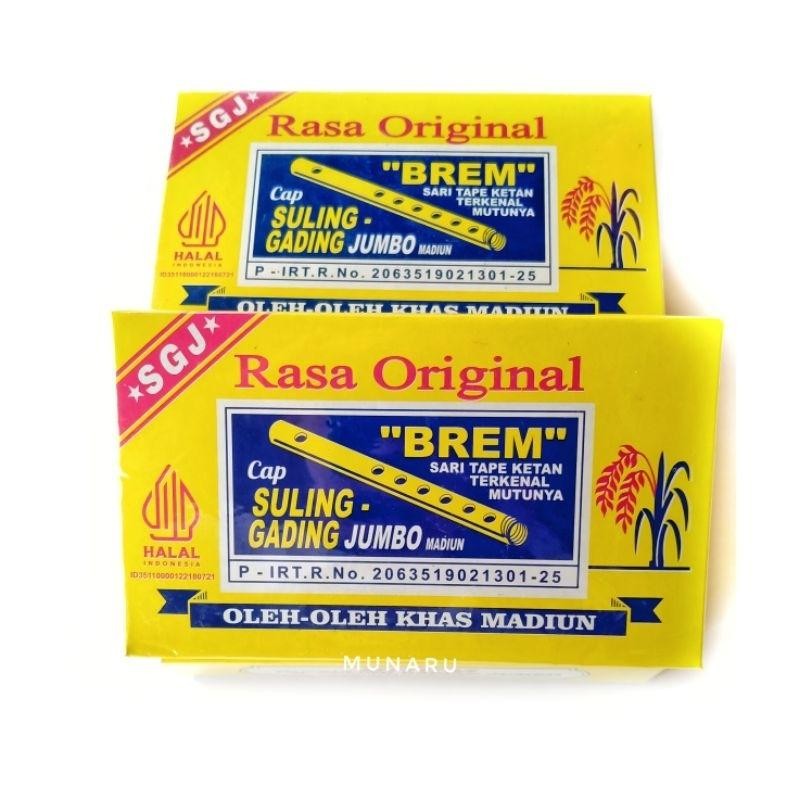 ★SGJ★
Rasa Original
"BREM"
SARI TAPE KETAN
TERKENAL
MUTUNYA
Cap
SULING -
GADING JUMBO MADIUN
HALAL
INDONESIA
ID35110000122180721
P - IRT.R.No. 2063519021301-25
OLEH-OLEH KHAS MADIUN
★SGJ★
Rasa Original
"BREM"
SARI TAPE KETAN
TERKENAL
MUTUNYA
Cap
SULING -
GADING JUMBO MADIUN
HALAL
INDONESIA
ID35110000122180721
P - IRT.R.No. 2063519021301-25
OLEH-OLEH KHAS MADIUN
MUNARU